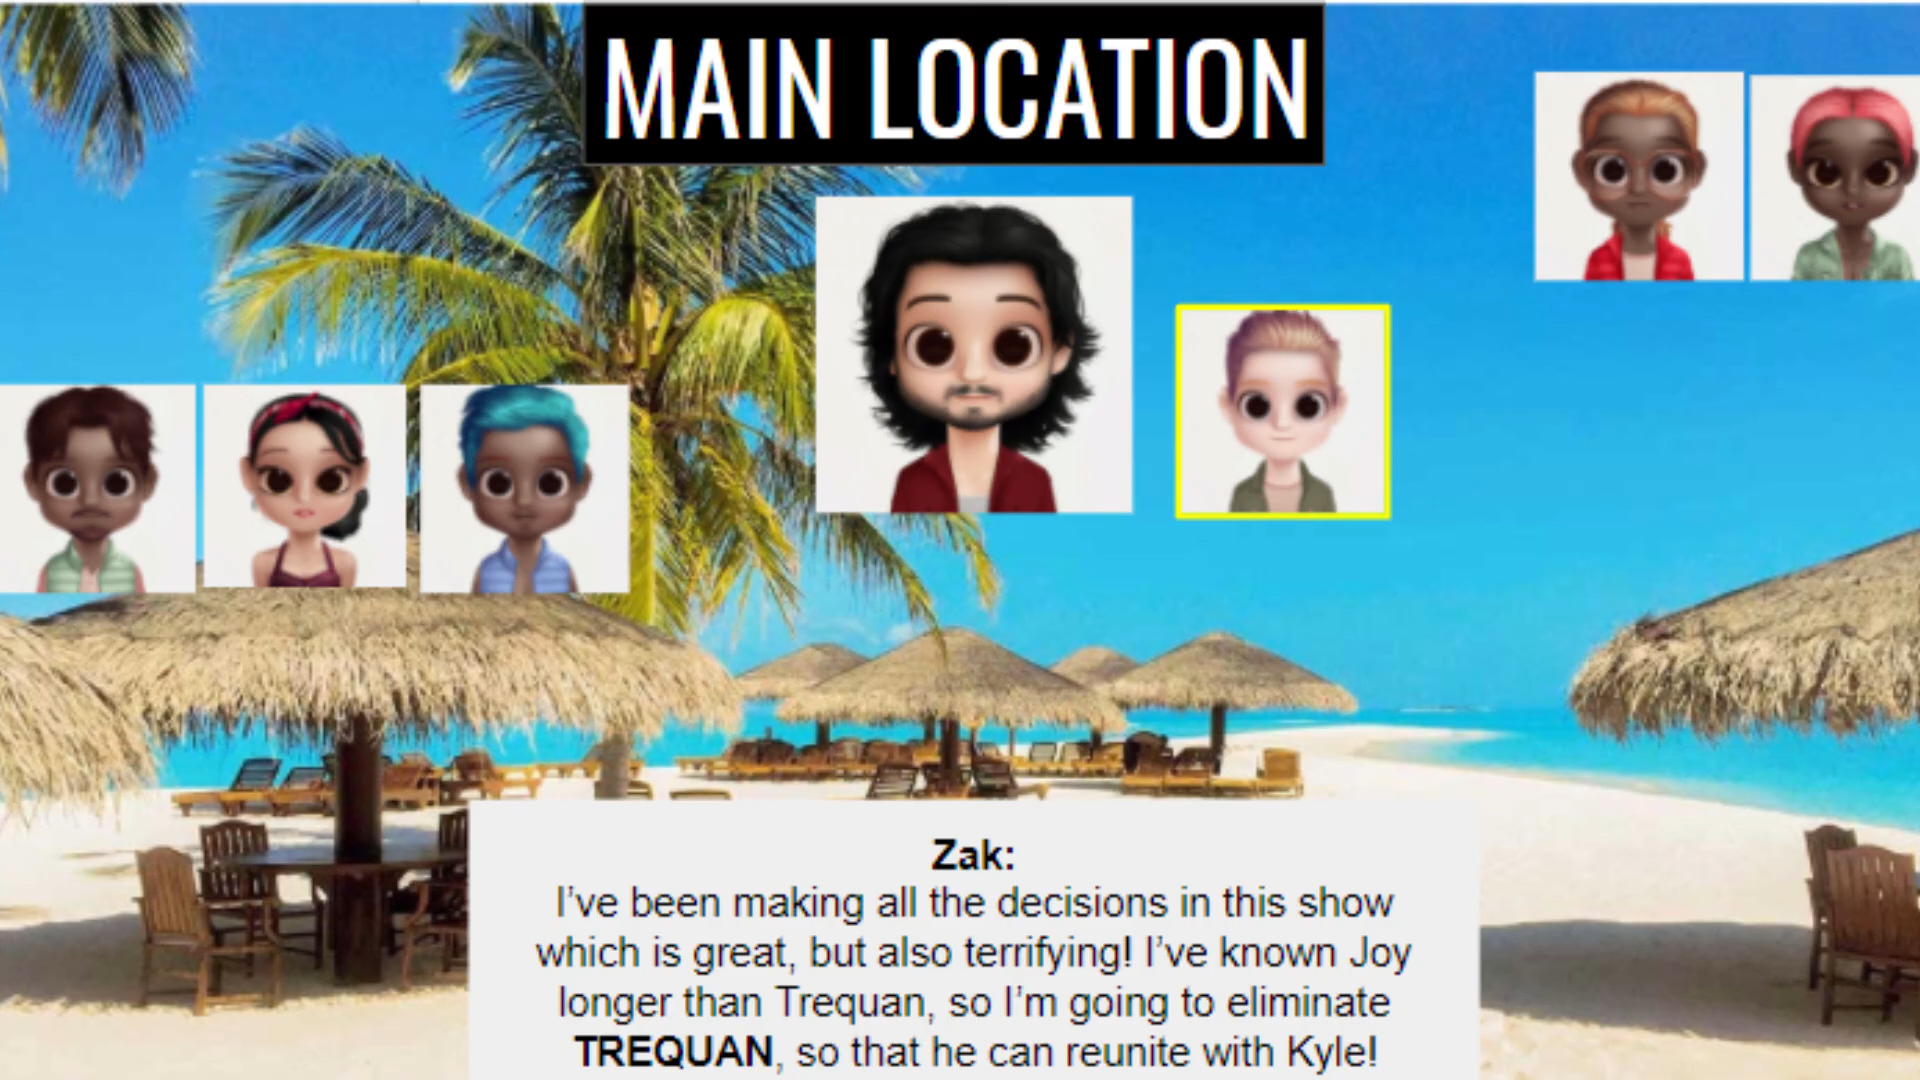 MAIN LOCATION
Zak:
I’ve been making all the decisions in this show
which is great, but also terrifying! I’ve known Joy
longer than Trequan, so I’m going to eliminate
TREQUAN, so that he can reunite with Kyle!